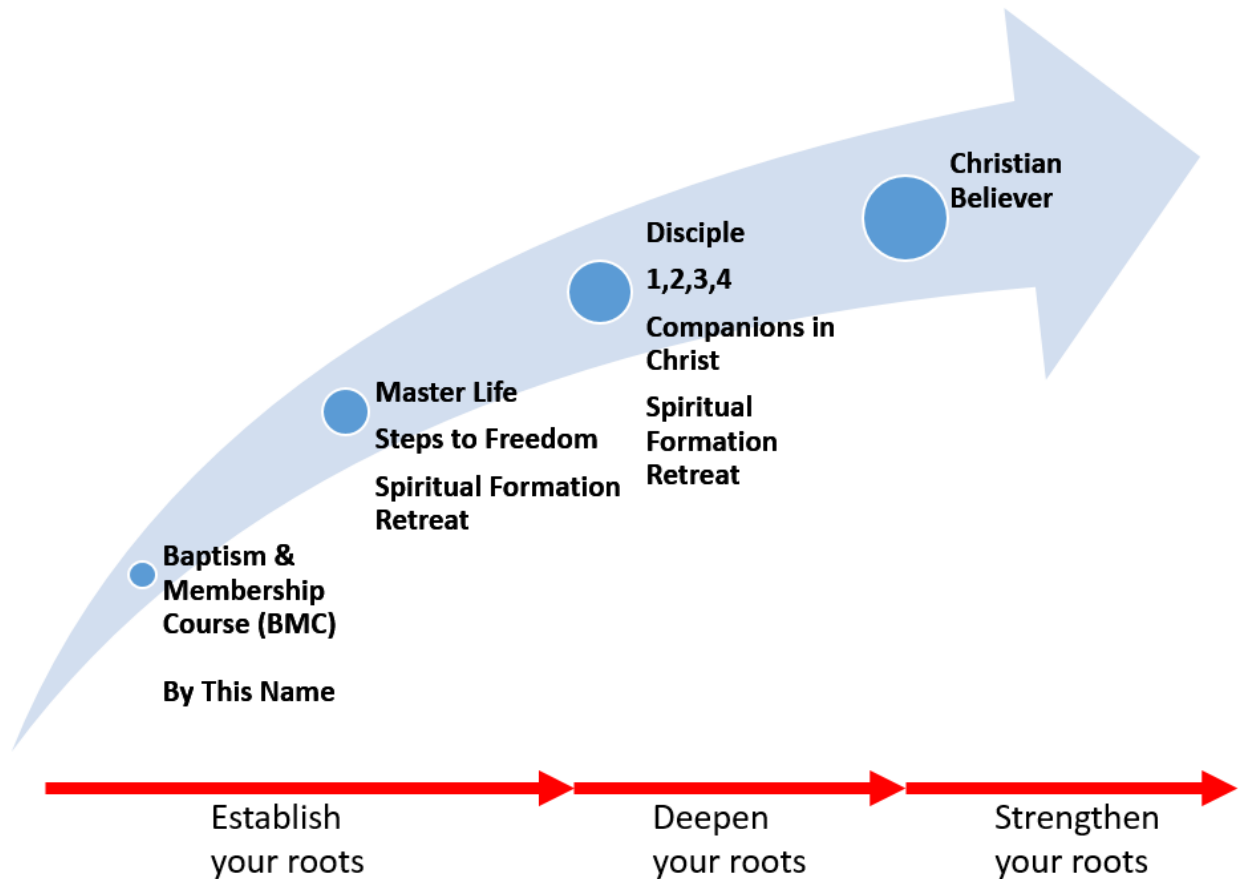 Christian
Believer
Disciple
1,2,3,4
Companions in
Christ
Spiritual
Formation
Retreat
Master Life
Steps to Freedom
Spiritual Formation
Retreat
Baptism &
Membership
Course (BMC)
By This Name
Establish
your roots
Deepen
your roots
Strengthen
your roots